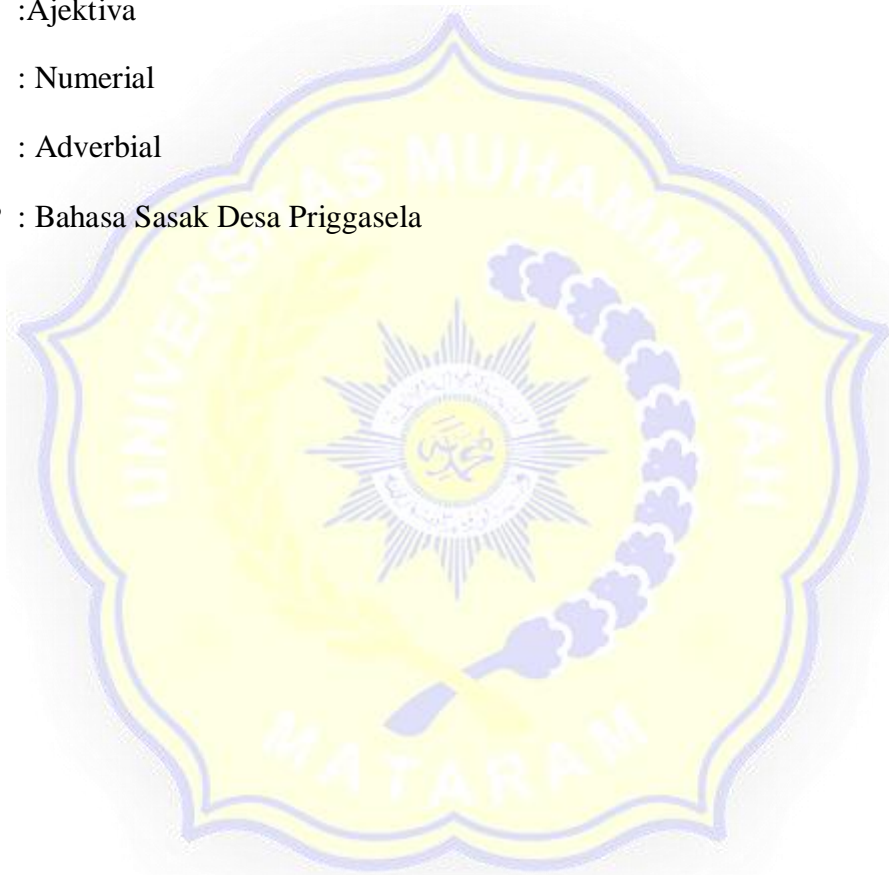 :Ajektiva
: Numerial
: Adverbial
: Bahasa Sasak Desa Priggasela
UNIVERSITAS MUHAMMADIYAH
MATARAM